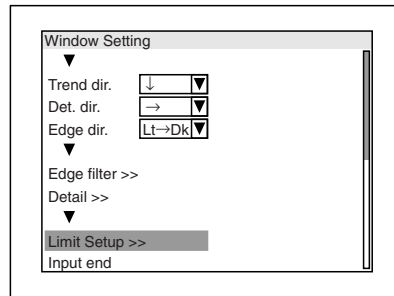 Window Setting
▼
Trend dir. ↓ ▼
Det. dir. → ▼
Edge dir. Lt→Dk ▼
▼
Edge filter >>
Detail >>
▼
Limit Setup >>
Input end